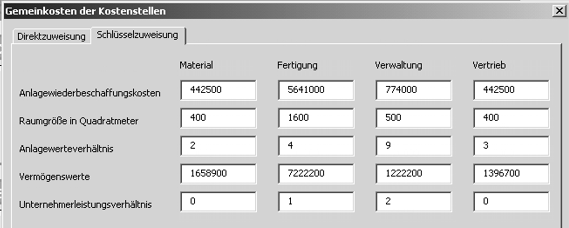 Gemeinkosten der Kostenstellen
Direktzuweisung Schlüsselzuweisung
Material Fertigung Verwaltung Vertrieb
Anlagewiederbeschaffungskosten 442500 5641000 774000 442500
Raumgröße in Quadratmeter 400 1600 500 400
Anlagewerteverhältnis 2 4 9 3
Vermögenswerte 1658900 7222200 1222200 1396700
Unternehmerleistungsverhältnis 0 1 2 0